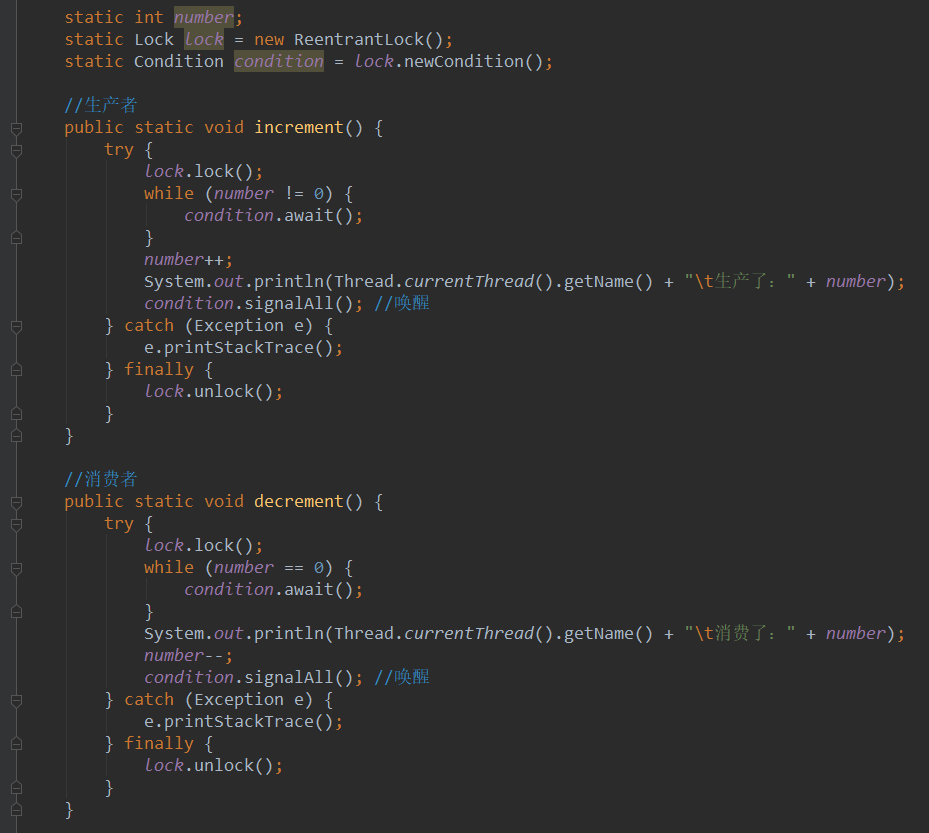 static int number;
static Lock lock = new ReentrantLock();
static Condition condition = lock.newCondition();
//生产者
public static void increment() {
try {
lock.lock();
while (number != 0) {
condition.await();
}
number++;
System.out.println(Thread.currentThread().getName() + "\t生产了：" + number);
condition.signalAll(); //唤醒
} catch (Exception e) {
e.printStackTrace();
} finally {
lock.unlock();
}
}
//消费者
public static void decrement() {
try {
lock.lock();
while (number == 0) {
condition.await();
}
System.out.println(Thread.currentThread().getName() + "\t消费了：" + number);
number--;
condition.signalAll(); //唤醒
} catch (Exception e) {
e.printStackTrace();
} finally {
lock.unlock();
}
}